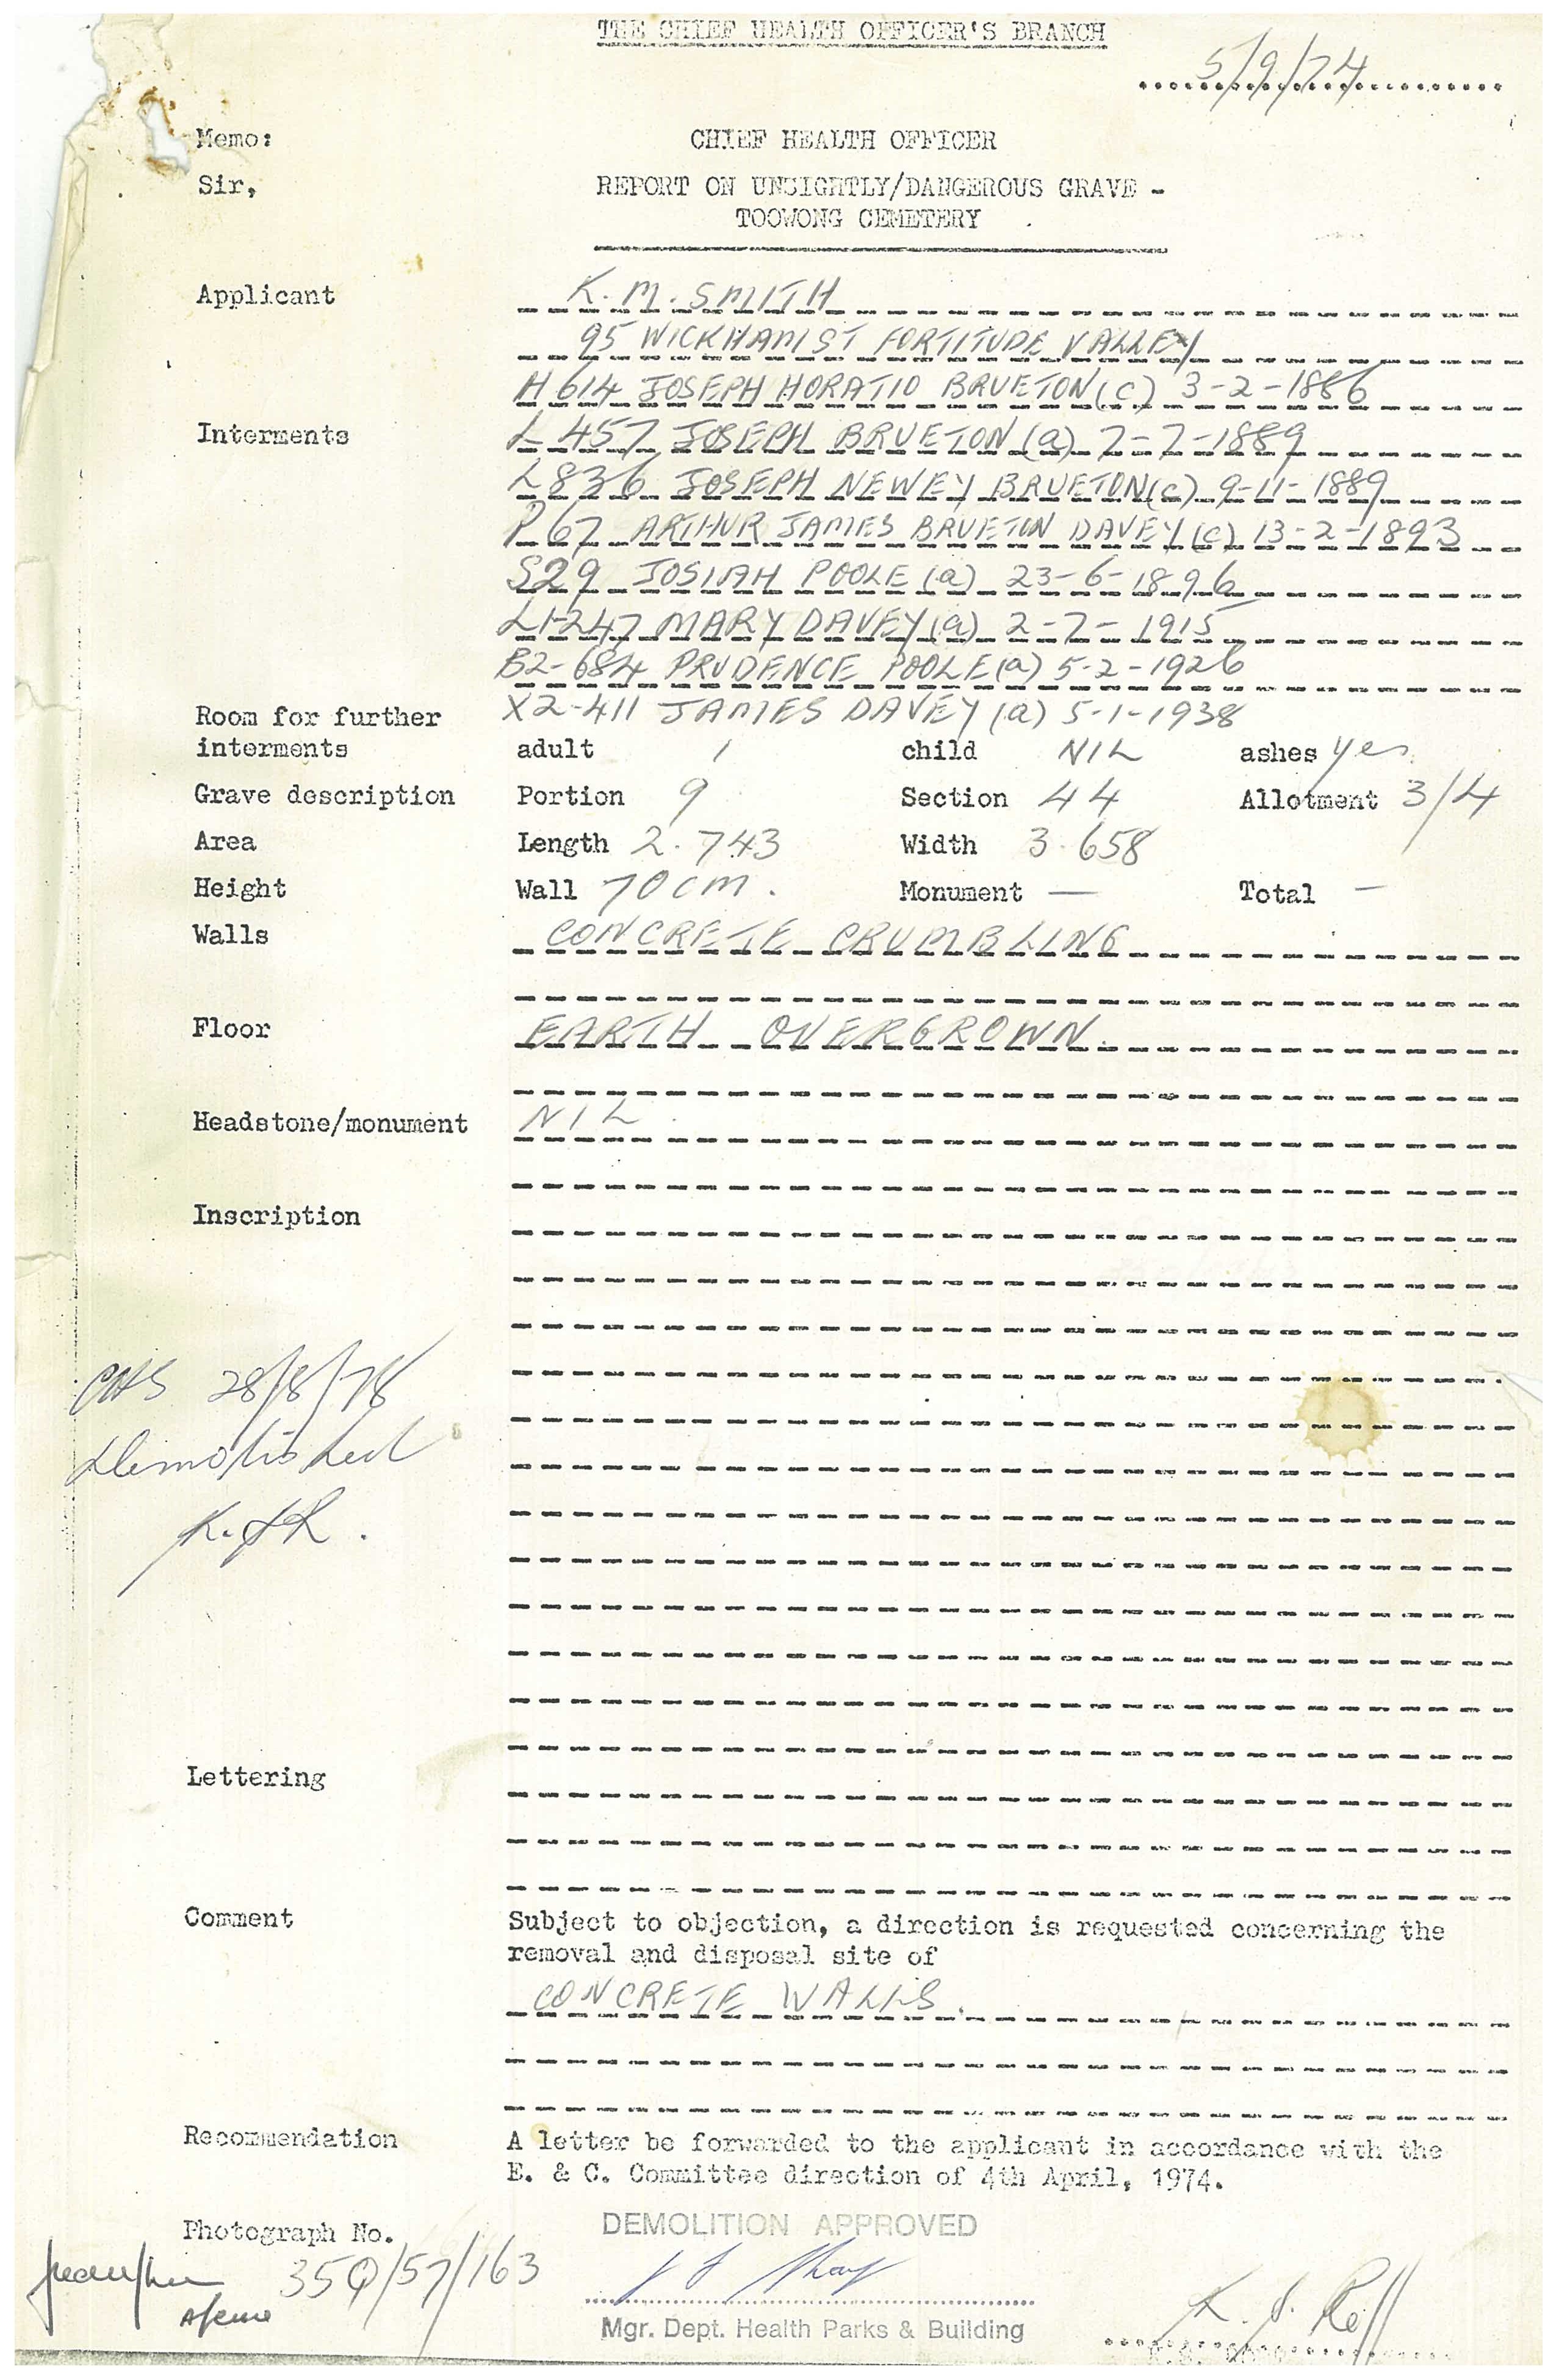 THE CHIEF HEALTH OFFICER'S BRANCH
5/9/74
Memo: CHIEF HEALTH OFFICER
Sir, REPORT ON UNSIGHTLY/DANGEROUS GRAVE -
TOOWONG CEMETERY
Applicant K. M. SMITH
95 WICKHAM ST FORTITUDE VALLEY
H 614 JOSEPH HORATIO BRUETON (c) 3-2-1886
Interments L 457 JOSEPH BRUETON (a) 7-7-1889
L836 JOSEPH NEWEY BRUETON (c) 9-11-1889
P 67 ARTHUR JAMES BRUETON DAVEY (c) 13-2-1893
S29 JOSIAH POOLE (a) 23-6-1896
L1-247 MARY DAVEY (a) 2-7-1915
B2-684 PRUDENCE POOLE (a) 5-2-1926
Room for further X2-411 JAMES DAVEY (a) 5-1-1938
interments adult 1 child NIL ashes yes
Grave description Portion 9 Section 44 Allotment 3/4
Area Length 2.743 Width 3.658
Height Wall 70cm. Monument — Total —
Walls CONCRETE CRUMBLING
Floor EARTH OVERGROWN.
Headstone/monument NIL.
Inscription
28/8/78
Demolished
Lettering
Comment Subject to objection, a direction is requested concerning the
removal and disposal site of
CONCRETE WALLS.
Recommendation A letter be forwarded to the applicant in accordance with the
E. & C. Committee direction of 4th April, 1974.
Photograph No. DEMOLITION APPROVED
35Q/57/163
Mgr. Dept. Health Parks & Building